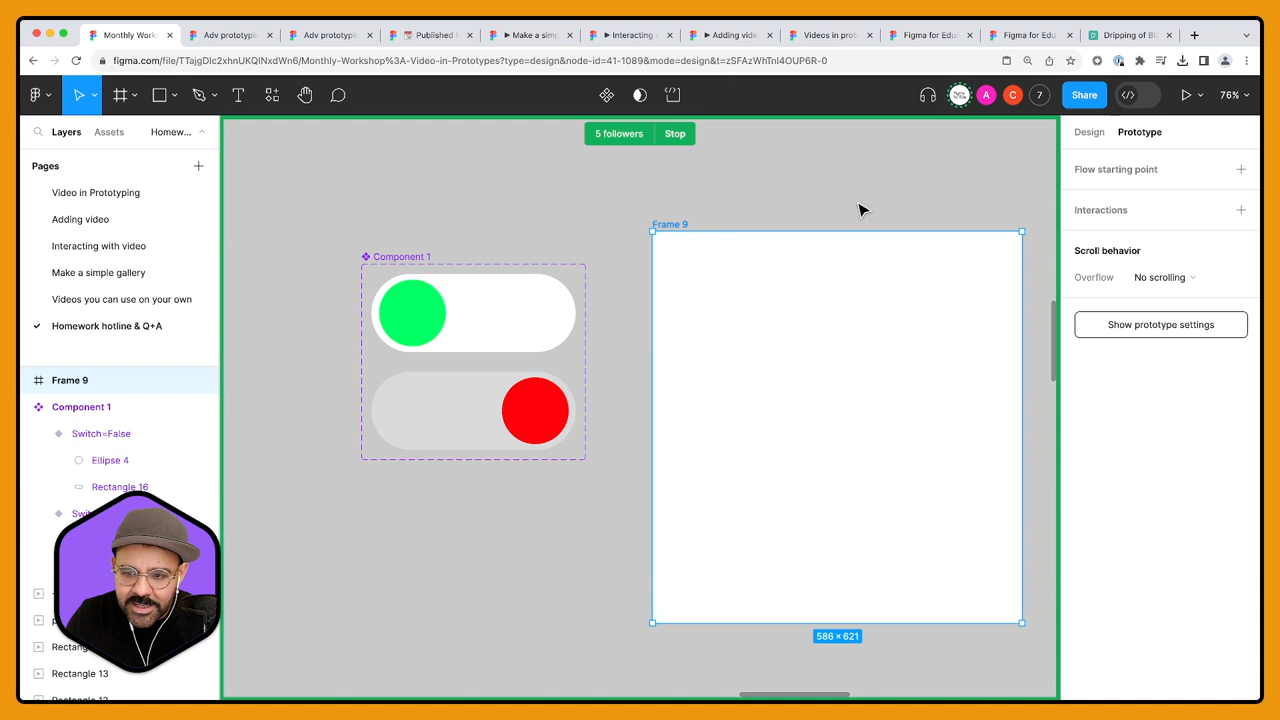 Monthly Work
Adv prototypin
Adv prototypin
Published
Make a simp
Interacting
Adding vide
Videos in prot
Figma for Edu
Figma for Edu
Dripping of Bl
figma.com/file/TTajgDlc2xhnUKQlNxdWn6/Monthly-Workshop%3A-Video-in-Prototypes?type=design&node-id=41-1089&mode=design&t=zSFAzWhTnI4OUP6R-0
A
C
7
Share
76%
Layers
Assets
Homew...
5 followers
Stop
Design
Prototype
Pages
Video in Prototyping
Adding video
Interacting with video
Make a simple gallery
Videos you can use on your own
Homework hotline & Q+A
Frame 9
Component 1
Switch=False
Ellipse 4
Rectangle 16
Rectangle 13
Component 1
Frame 9
586 × 621
Flow starting point
Interactions
Scroll behavior
Overflow
No scrolling
Show prototype settings